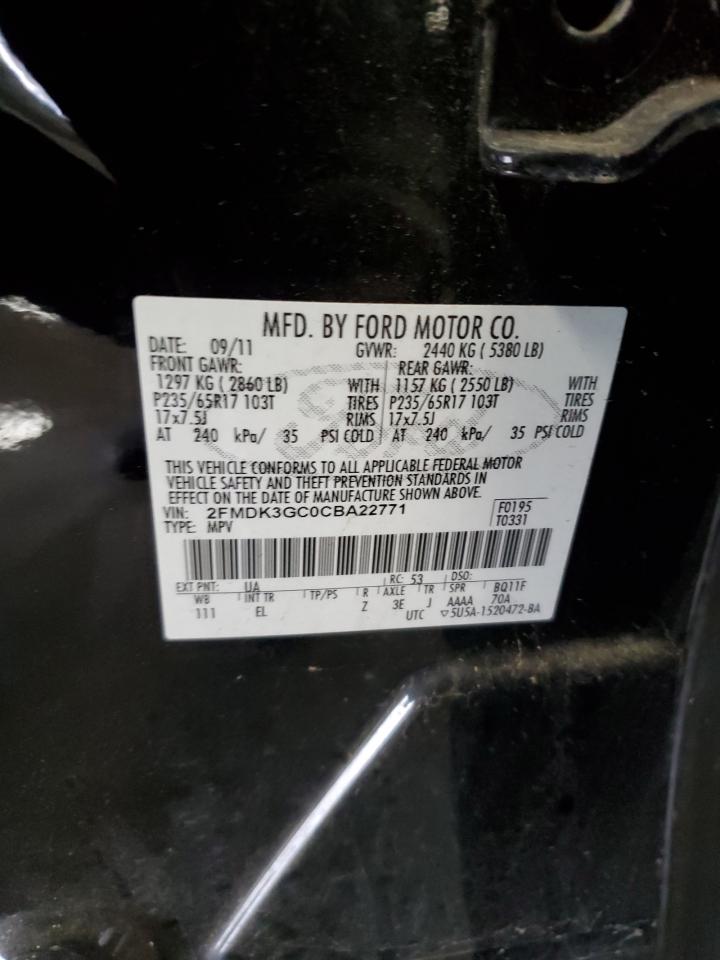 MFD. BY FORD MOTOR CO.
DATE: 09/11 GVWR: 2440 KG ( 5380 LB)
FRONT GAWR: REAR GAWR:
1297 KG ( 2860 LB) WITH 1157 KG ( 2550 LB) WITH
P235/65R17 103T TIRES P235/65R17 103T TIRES
17x7.5J RIMS 17x7.5J RIMS
AT 240 kPa/ 35 PSI COLD AT 240 kPa/ 35 PSI COLD
THIS VEHICLE CONFORMS TO ALL APPLICABLE FEDERAL MOTOR
VEHICLE SAFETY AND THEFT PREVENTION STANDARDS IN
EFFECT ON THE DATE OF MANUFACTURE SHOWN ABOVE.
VIN: 2FMDK3GC0CBA22771 F0195
TYPE: MPV T0331
EXT PNT: UA RC: 53 DSO:
WB INT TR TP/PS R AXLE TR SPR BQ11F
111 EL Z 3E J AAAA 70A
UTC ▽5U5A-1520472-BA